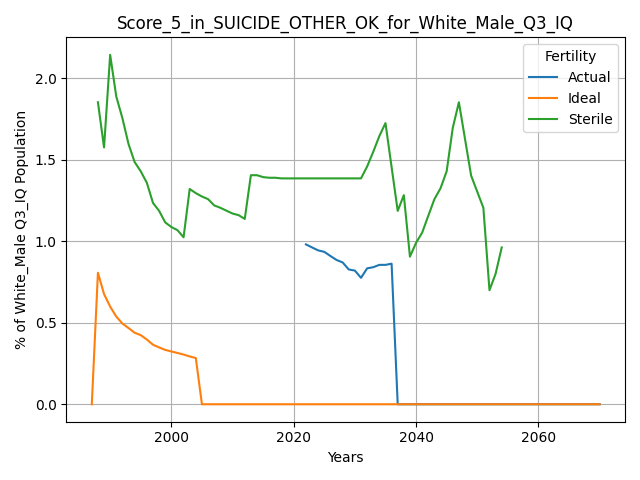 Score_5_in_SUICIDE_OTHER_OK_for_White_Male_Q3_IQ
% of White_Male Q3_IQ Population
2.0
1.5
1.0
0.5
0.0
Fertility
Actual
Ideal
Sterile
2000
2020
2040
2060
Years